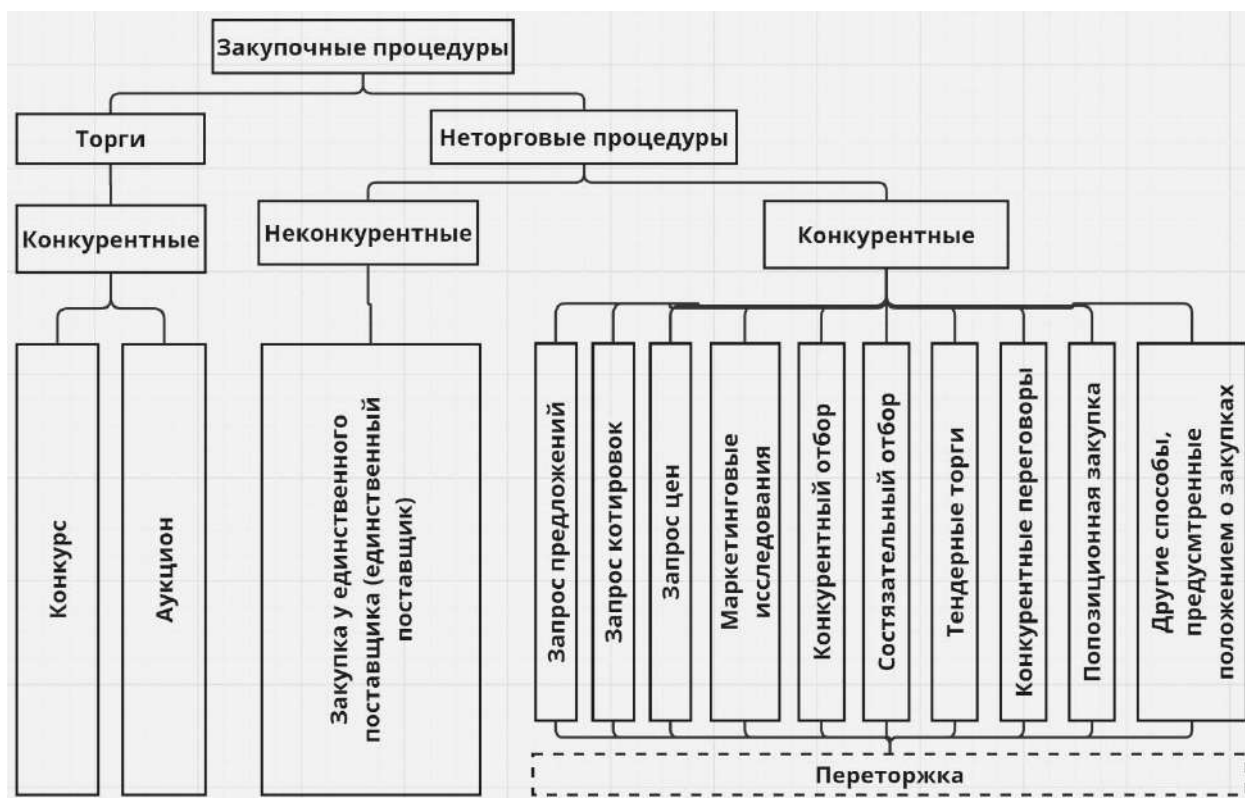 Закупочные процедуры
Торги
Неторговые процедуры
Конкурентные
Неконкурентные
Конкурентные
Конкурс
Аукцион
Закупка у единственного
поставщика (единственный
поставщик)
Запрос предложений
Запрос котировок
Запрос цен
Маркетинговые
исследования
Конкурентный отбор
Состязательный отбор
Тендерные торги
Конкурентные переговоры
Попозиционная закупка
Другие способы,
предусмтренные
положением о закупках
Переторжка